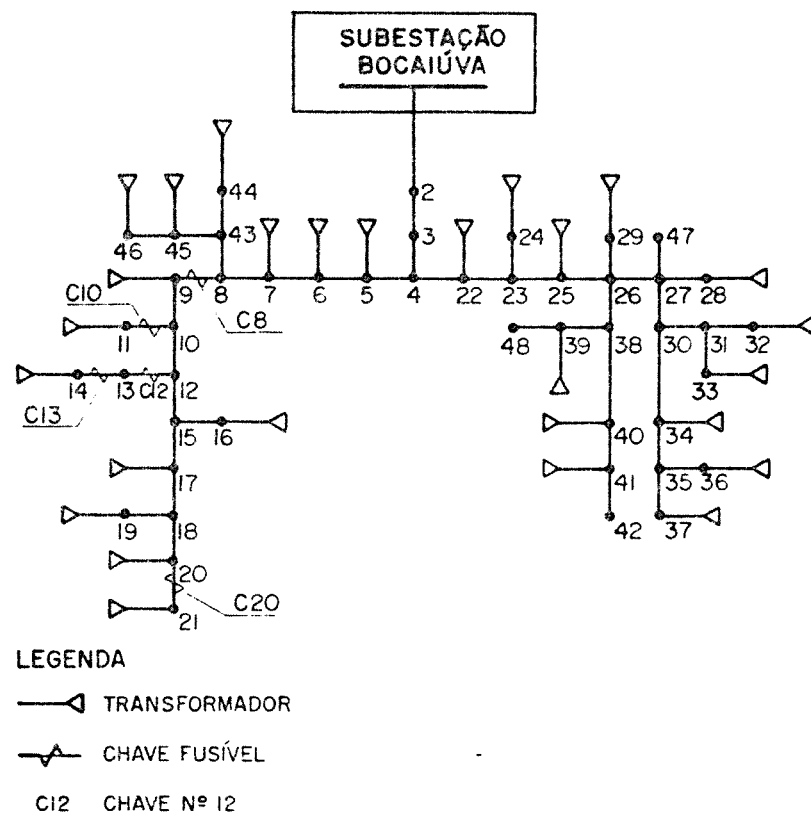 SUBESTAÇÃO
BOCAIÚVA
44
2
46 45 43
3
24
29 47
9 8 7 6 5 4 22 23 25 26 27 28
C10
C8
11 10
48 39 38
30 31 32
14 13 C12 12
33
C13
15 16
40
34
17
41
35 36
19 18
42 37
20
C20
21
LEGENDA
TRANSFORMADOR
CHAVE FUSÍVEL
C12 CHAVE Nº 12